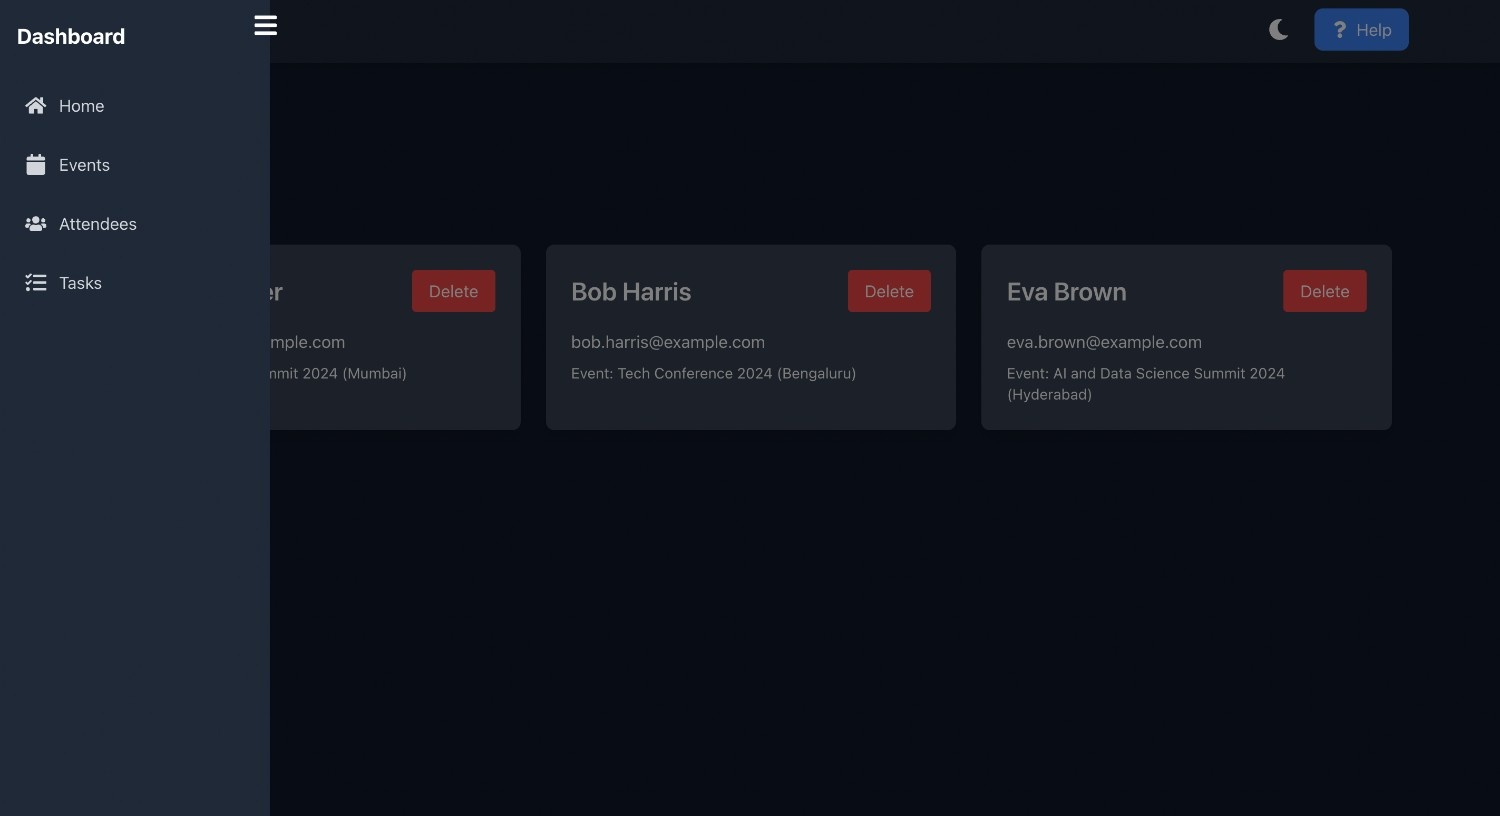 Dashboard
? Help
Home
Events
Attendees
Tasks
er
Delete
mple.com
mmit 2024 (Mumbai)
Bob Harris
Delete
bob.harris@example.com
Event: Tech Conference 2024 (Bengaluru)
Eva Brown
Delete
eva.brown@example.com
Event: AI and Data Science Summit 2024
(Hyderabad)